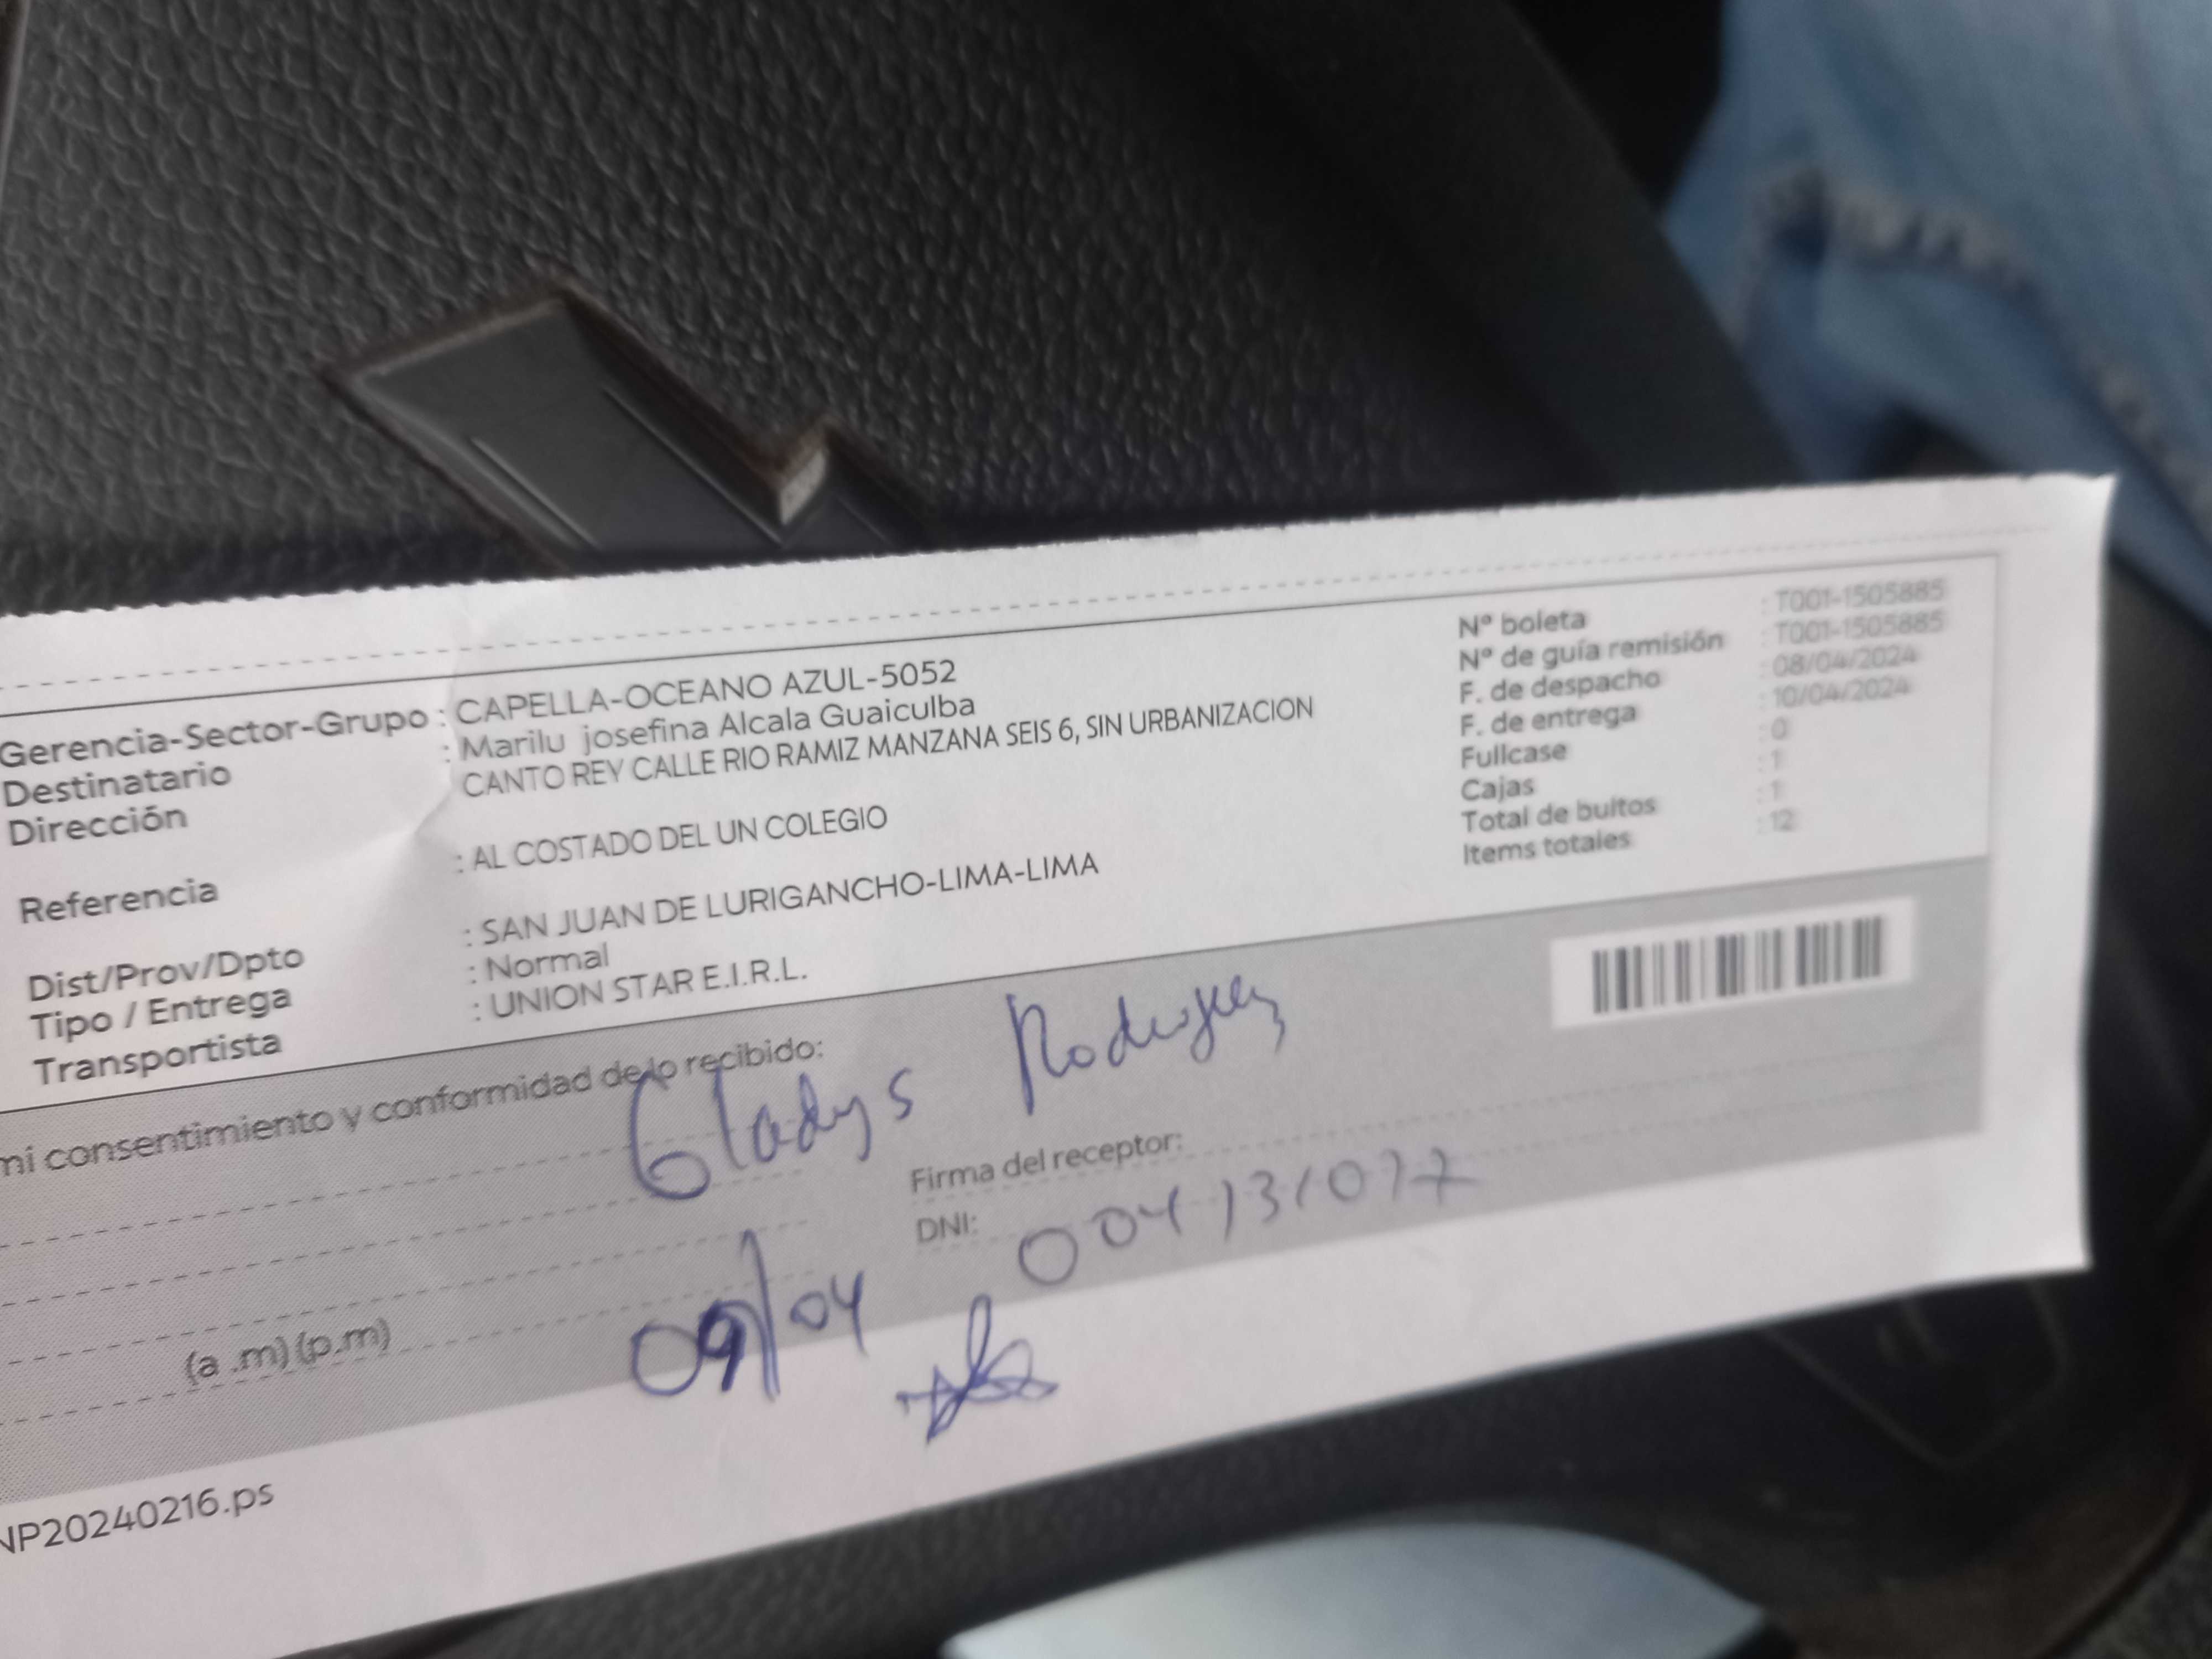 Gerencia-Sector-Grupo : CAPELLA-OCEANO AZUL-5052
Destinatario : Marilu josefina Alcala Guaiculba
Dirección CANTO REY CALLE RIO RAMIZ MANZANA SEIS 6, SIN URBANIZACION
Referencia : AL COSTADO DEL UN COLEGIO
Dist/Prov/Dpto : SAN JUAN DE LURIGANCHO-LIMA-LIMA
Tipo / Entrega : Normal
Transportista : UNION STAR E.I.R.L.
Nº boleta : T001-1505885
Nº de guía remisión : T001-1505885
F. de despacho : 08/04/2024
F. de entrega : 10/04/2024
Fullcase : 0
Cajas : 1
Total de bultos : 1
Items totales : 12
mi consentimiento y conformidad de lo recibido:
Gladys Rodriguez
Firma del receptor:
DNI: 004131077
(a .m) (p.m)
09/04
NP20240216.ps